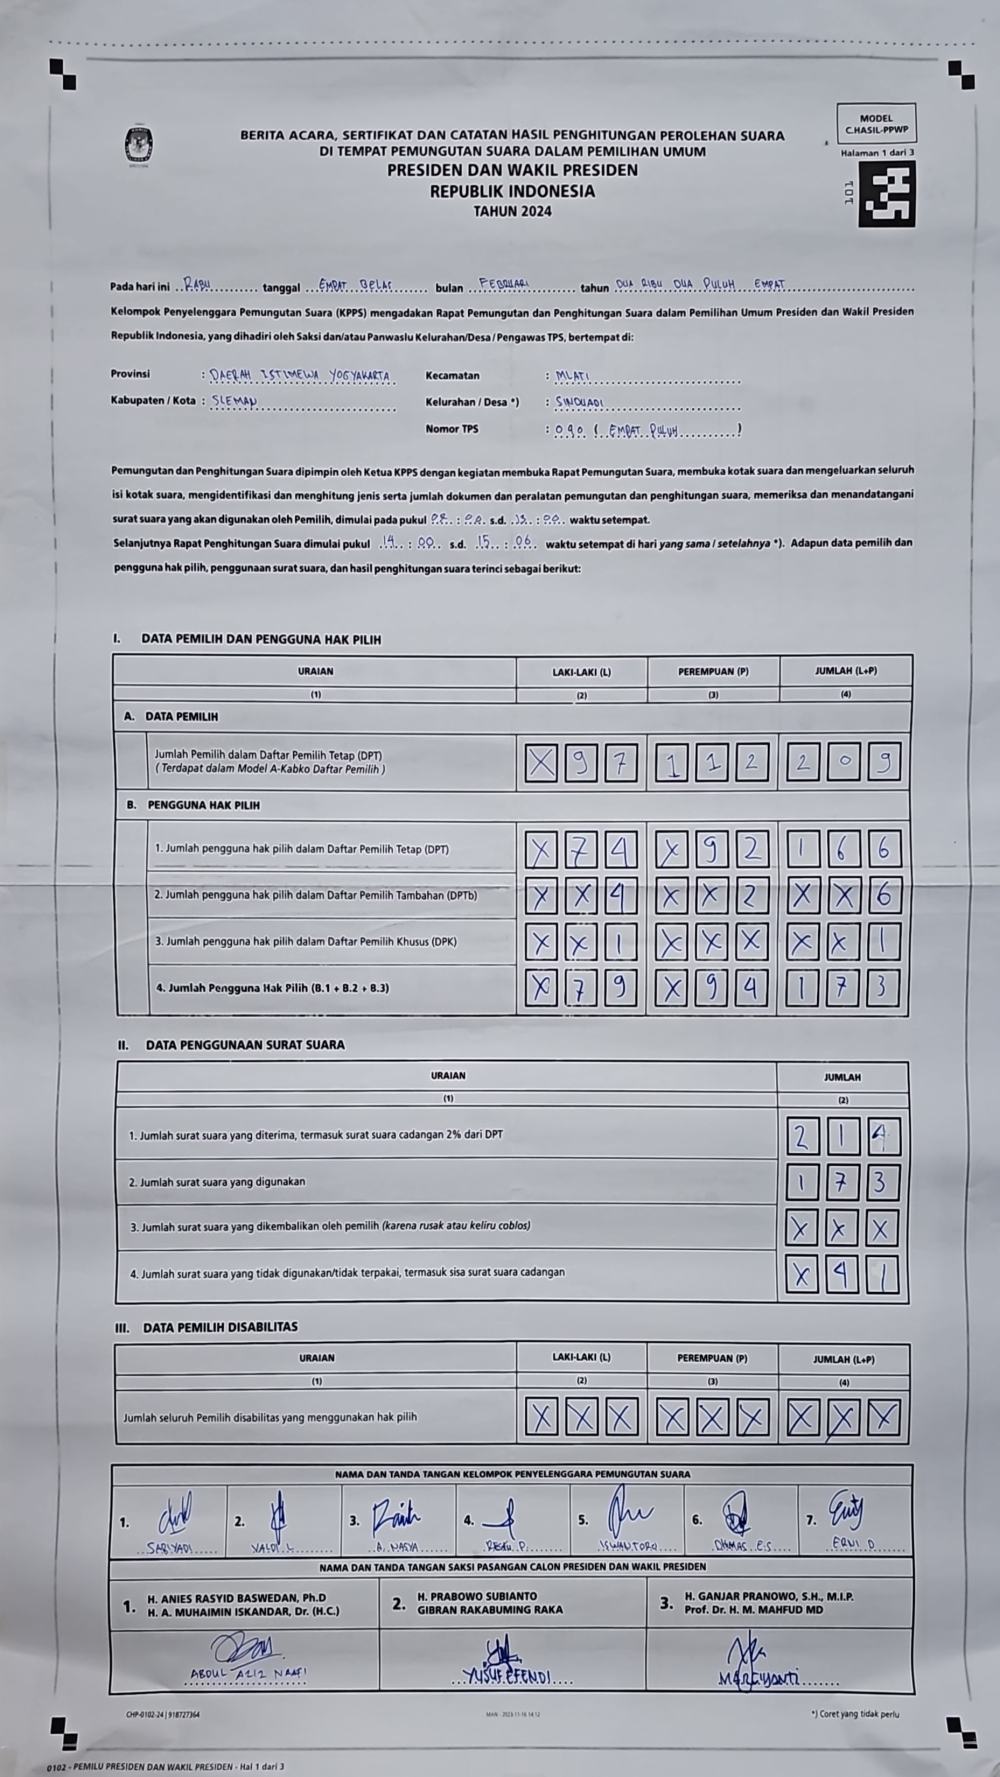 MODEL
C.HASIL-PPWP
Halaman 1 dari 3
101
BERITA ACARA, SERTIFIKAT DAN CATATAN HASIL PENGHITUNGAN PEROLEHAN SUARA
DI TEMPAT PEMUNGUTAN SUARA DALAM PEMILIHAN UMUM
PRESIDEN DAN WAKIL PRESIDEN
REPUBLIK INDONESIA
TAHUN 2024
Pada hari ini RABU tanggal EMPAT BELAS bulan FEBRUARI tahun DUA RIBU DUA PULUH EMPAT
Kelompok Penyelenggara Pemungutan Suara (KPPS) mengadakan Rapat Pemungutan dan Penghitungan Suara dalam Pemilihan Umum Presiden dan Wakil Presiden
Republik Indonesia, yang dihadiri oleh Saksi dan/atau Panwaslu Kelurahan/Desa/Pengawas TPS, bertempat di:
Provinsi : DAERAH ISTIMEWA YOGYAKARTA Kecamatan : MLATI
Kabupaten / Kota : SLEMAN Kelurahan / Desa *) : SINDUADI
Nomor TPS : 040 ( EMPAT PULUH )
Pemungutan dan Penghitungan Suara dipimpin oleh Ketua KPPS dengan kegiatan membuka Rapat Pemungutan Suara, membuka kotak suara dan mengeluarkan seluruh
isi kotak suara, mengidentifikasi dan menghitung jenis serta jumlah dokumen dan peralatan pemungutan dan penghitungan suara, memeriksa dan menandatangani
surat suara yang akan digunakan oleh Pemilih, dimulai pada pukul s.d. 13 : 00 waktu setempat.
Selanjutnya Rapat Penghitungan Suara dimulai pukul 14 : 00 s.d. 15 : 06 waktu setempat di hari yang sama / setelahnya *). Adapun data pemilih dan
pengguna hak pilih, penggunaan surat suara, dan hasil penghitungan suara terinci sebagai berikut:
I. DATA PEMILIH DAN PENGGUNA HAK PILIH
URAIAN LAKI-LAKI (L) PEREMPUAN (P) JUMLAH (L+P)
(1) (2) (3) (4)
A. DATA PEMILIH
Jumlah Pemilih dalam Daftar Pemilih Tetap (DPT)
( Terdapat dalam Model A-Kabko Daftar Pemilih ) X 9 7 1 1 2 2 0 9
B. PENGGUNA HAK PILIH
1. Jumlah pengguna hak pilih dalam Daftar Pemilih Tetap (DPT) X 7 4 X 9 2 1 6 6
2. Jumlah pengguna hak pilih dalam Daftar Pemilih Tambahan (DPTb) X X 4 X X 2 X X 6
3. Jumlah pengguna hak pilih dalam Daftar Pemilih Khusus (DPK) X X 1 X X X X X 1
4. Jumlah Pengguna Hak Pilih (B.1 + B.2 + B.3) X 7 9 X 9 4 1 7 3
II. DATA PENGGUNAAN SURAT SUARA
URAIAN JUMLAH
(1) (2)
1. Jumlah surat suara yang diterima, termasuk surat suara cadangan 2% dari DPT 2 1 4
2. Jumlah surat suara yang digunakan 1 7 3
3. Jumlah surat suara yang dikembalikan oleh pemilih (karena rusak atau keliru coblos) X X X
4. Jumlah surat suara yang tidak digunakan/tidak terpakai, termasuk sisa surat suara cadangan X 4 1
III. DATA PEMILIH DISABILITAS
URAIAN LAKI-LAKI (L) PEREMPUAN (P) JUMLAH (L+P)
(1) (2) (3) (4)
Jumlah seluruh Pemilih disabilitas yang menggunakan hak pilih X X X X X X X X X
NAMA DAN TANDA TANGAN KELOMPOK PENYELENGGARA PEMUNGUTAN SUARA
1. 2. 3. 4. 5. 6. 7.
SARIYADI VALDI L. A. NASYA P. ISWANTORO DHIMAS E.S. ERVI D
NAMA DAN TANDA TANGAN SAKSI PASANGAN CALON PRESIDEN DAN WAKIL PRESIDEN
1. H. ANIES RASYID BASWEDAN, Ph.D
H. A. MUHAIMIN ISKANDAR, Dr. (H.C.)
2. H. PRABOWO SUBIANTO
GIBRAN RAKABUMING RAKA
3. H. GANJAR PRANOWO, S.H., M.I.P.
Prof. Dr. H. M. MAHFUD MD
ABDUL AZIZ NAAFI YUSUF EFENDI MARGIYANTI
CHP-0102-24 | 918727364 *) Coret yang tidak perlu
0102 - PEMILU PRESIDEN DAN WAKIL PRESIDEN - Hal 1 dari 3